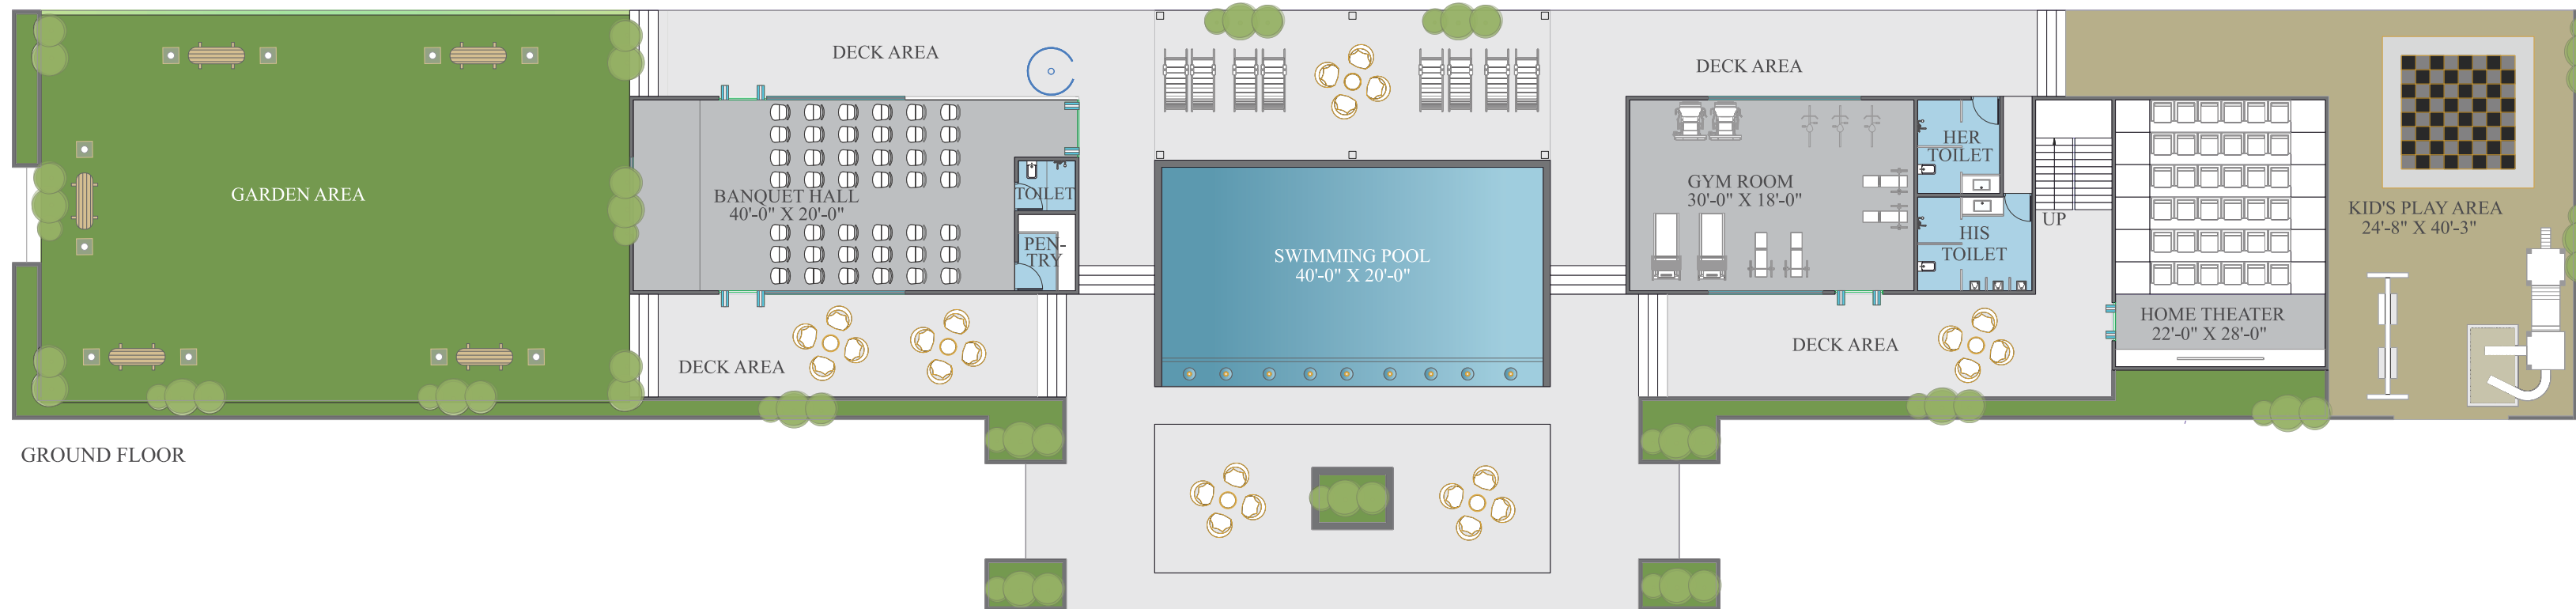 DECK AREA
DECK AREA
GARDEN AREA
BANQUET HALL
40'-0" X 20'-0"
TOILET
PEN-
TRY
SWIMMING POOL
40'-0" X 20'-0"
GYM ROOM
30'-0" X 18'-0"
HER
TOILET
HIS
TOILET
UP
KID'S PLAY AREA
24'-8" X 40'-3"
HOME THEATER
22'-0" X 28'-0"
DECK AREA
DECK AREA
GROUND FLOOR